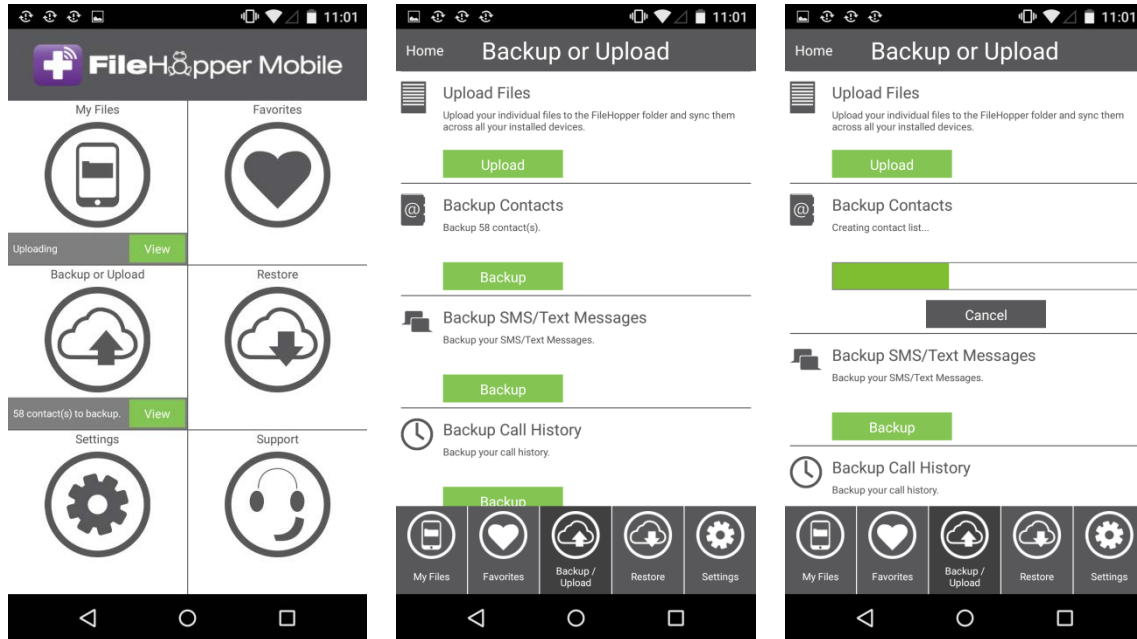 11:01
FileHopper Mobile
My Files
Favorites
Uploading
View
Backup or Upload
Restore
58 contact(s) to backup.
View
Settings
Support
11:01
Home
Backup or Upload
Upload Files
Upload your individual files to the FileHopper folder and sync them
across all your installed devices.
Upload
@
Backup Contacts
Backup 58 contact(s).
Backup
Backup SMS/Text Messages
Backup your SMS/Text Messages.
Backup
Backup Call History
Backup your call history.
Backup
My Files
Favorites
Backup /
Upload
Restore
Settings
11:01
Home
Backup or Upload
Upload Files
Upload your individual files to the FileHopper folder and sync them
across all your installed devices.
Upload
@
Backup Contacts
Creating contact list...
Cancel
Backup SMS/Text Messages
Backup your SMS/Text Messages.
Backup
Backup Call History
Backup your call history.
My Files
Favorites
Backup /
Upload
Restore
Settings